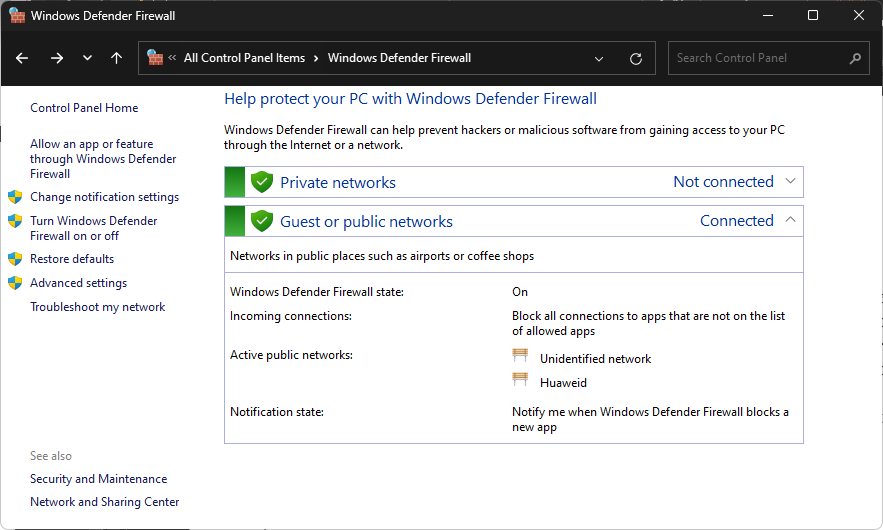 Windows Defender Firewall
« All Control Panel Items › Windows Defender Firewall
Search Control Panel
Control Panel Home
Allow an app or feature
through Windows Defender
Firewall
Change notification settings
Turn Windows Defender
Firewall on or off
Restore defaults
Advanced settings
Troubleshoot my network
See also
Security and Maintenance
Network and Sharing Center
Help protect your PC with Windows Defender Firewall
Windows Defender Firewall can help prevent hackers or malicious software from gaining access to your PC
through the Internet or a network.
Private networks Not connected
Guest or public networks Connected
Networks in public places such as airports or coffee shops
Windows Defender Firewall state: On
Incoming connections: Block all connections to apps that are not on the list
of allowed apps
Active public networks: Unidentified network
Huaweid
Notification state: Notify me when Windows Defender Firewall blocks a
new app